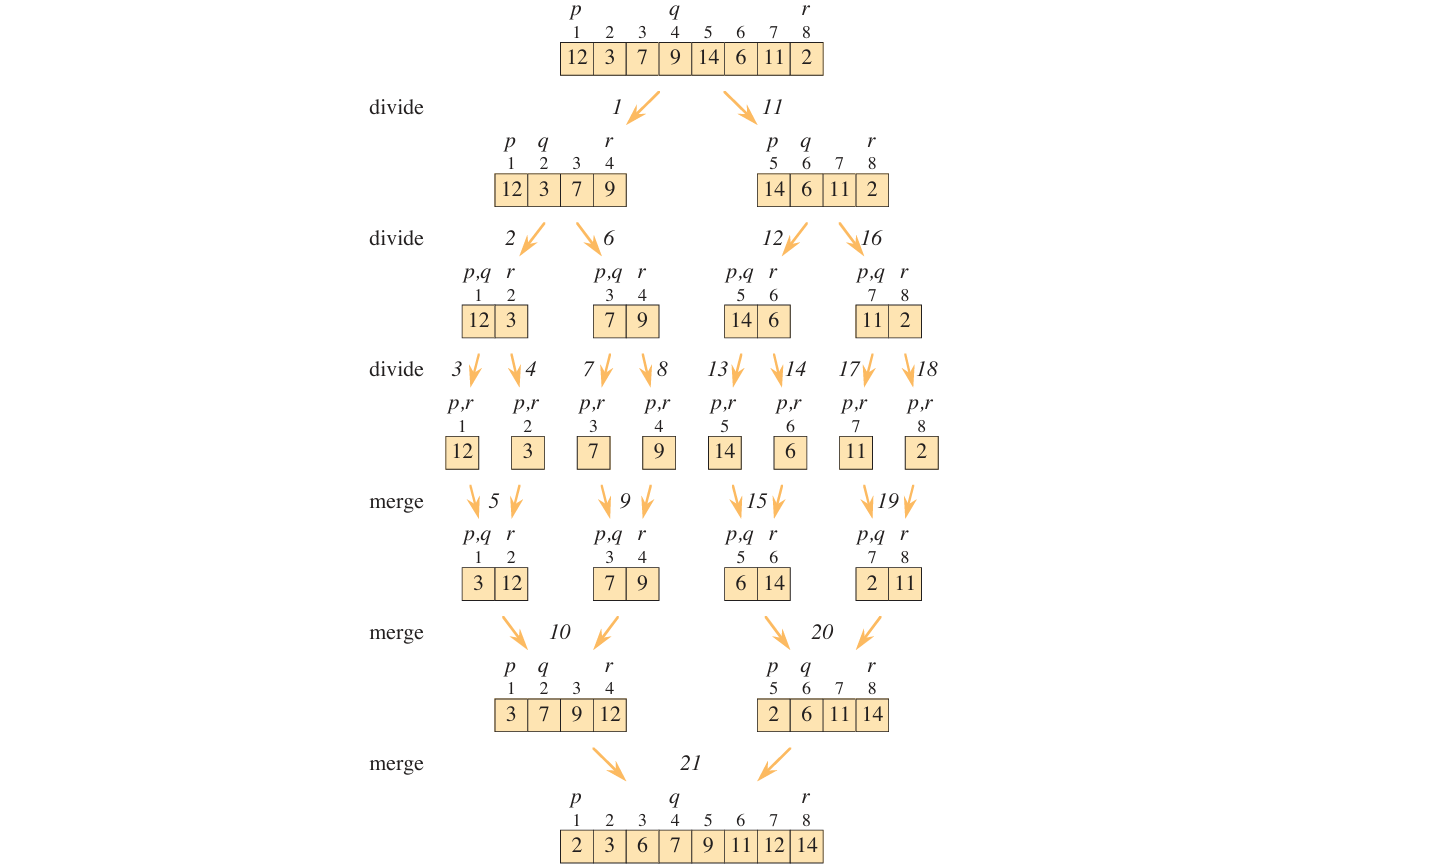 p q r
1 2 3 4 5 6 7 8
12 3 7 9 14 6 11 2
divide 1 11
p q r p q r
1 2 3 4 5 6 7 8
12 3 7 9 14 6 11 2
divide 2 6 12 16
p,q r p,q r p,q r p,q r
1 2 3 4 5 6 7 8
12 3 7 9 14 6 11 2
divide 3 4 7 8 13 14 17 18
p,r p,r p,r p,r p,r p,r p,r p,r
1 2 3 4 5 6 7 8
12 3 7 9 14 6 11 2
merge 5 9 15 19
p,q r p,q r p,q r p,q r
1 2 3 4 5 6 7 8
3 12 7 9 6 14 2 11
merge 10 20
p q r p q r
1 2 3 4 5 6 7 8
3 7 9 12 2 6 11 14
merge 21
p q r
1 2 3 4 5 6 7 8
2 3 6 7 9 11 12 14